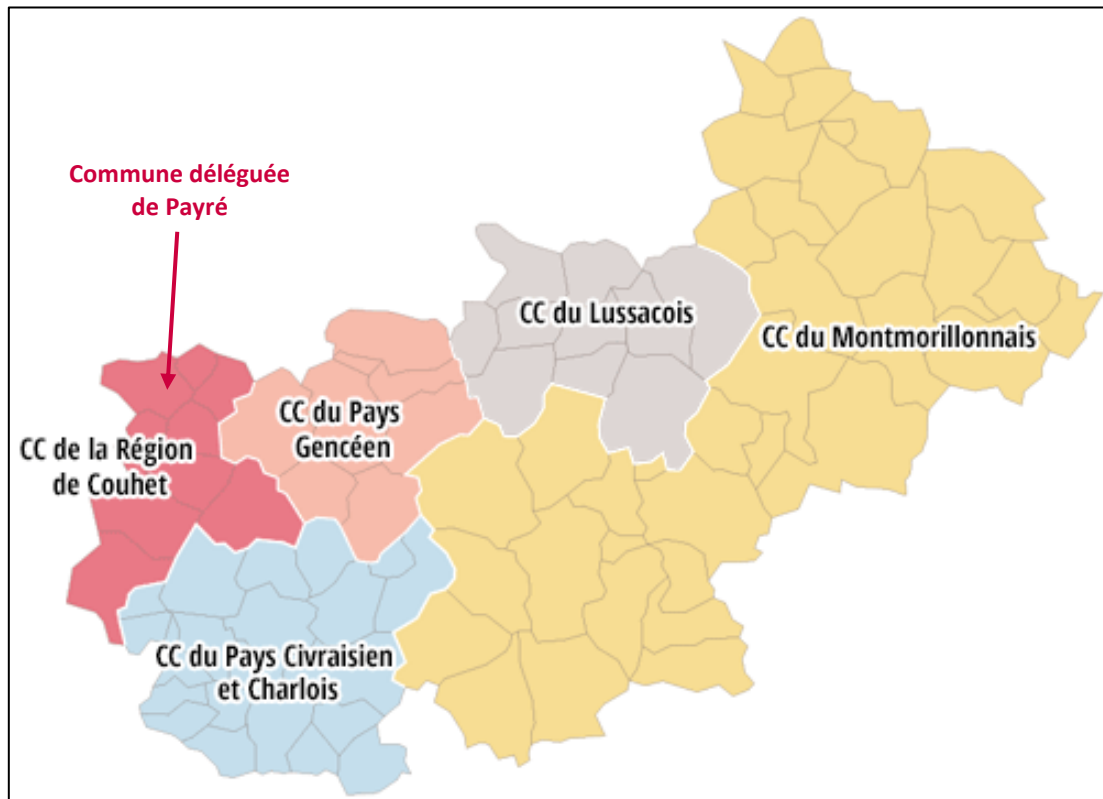 Commune déléguée
de Payré
CC du Lussacois
CC du Montmorillonnais
CC du Pays
Gencéen
CC de la Région
de Couhet
CC du Pays Civraisien
et Charlois